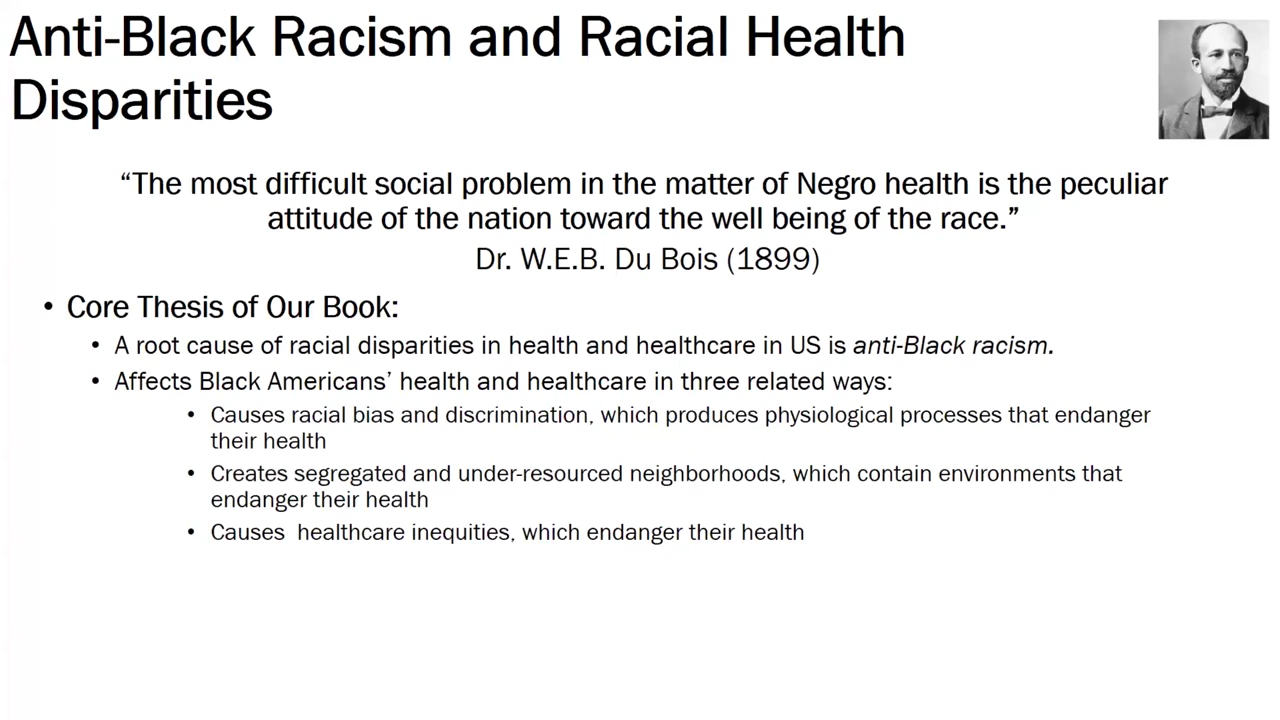 Anti-Black Racism and Racial Health
Disparities
“The most difficult social problem in the matter of Negro health is the peculiar
attitude of the nation toward the well being of the race.”
Dr. W.E.B. Du Bois (1899)
• Core Thesis of Our Book:
• A root cause of racial disparities in health and healthcare in US is anti-Black racism.
• Affects Black Americans’ health and healthcare in three related ways:
• Causes racial bias and discrimination, which produces physiological processes that endanger
their health
• Creates segregated and under-resourced neighborhoods, which contain environments that
endanger their health
• Causes  healthcare inequities, which endanger their health